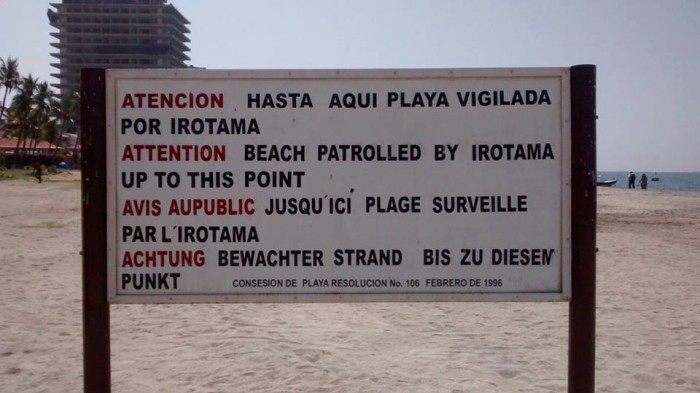 ATENCION HASTA AQUI PLAYA VIGILADA
POR IROTAMA
ATTENTION BEACH PATROLLED BY IROTAMA
UP TO THIS POINT
AVIS AUPUBLIC JUSQU´ICÍ PLAGE SURVEILLE
PAR L´IROTAMA
ACHTUNG BEWACHTER STRAND BIS ZU DIESEM
PUNKT CONSESION DE PLAYA RESOLUCION No. 106 FEBRERO DE 1996